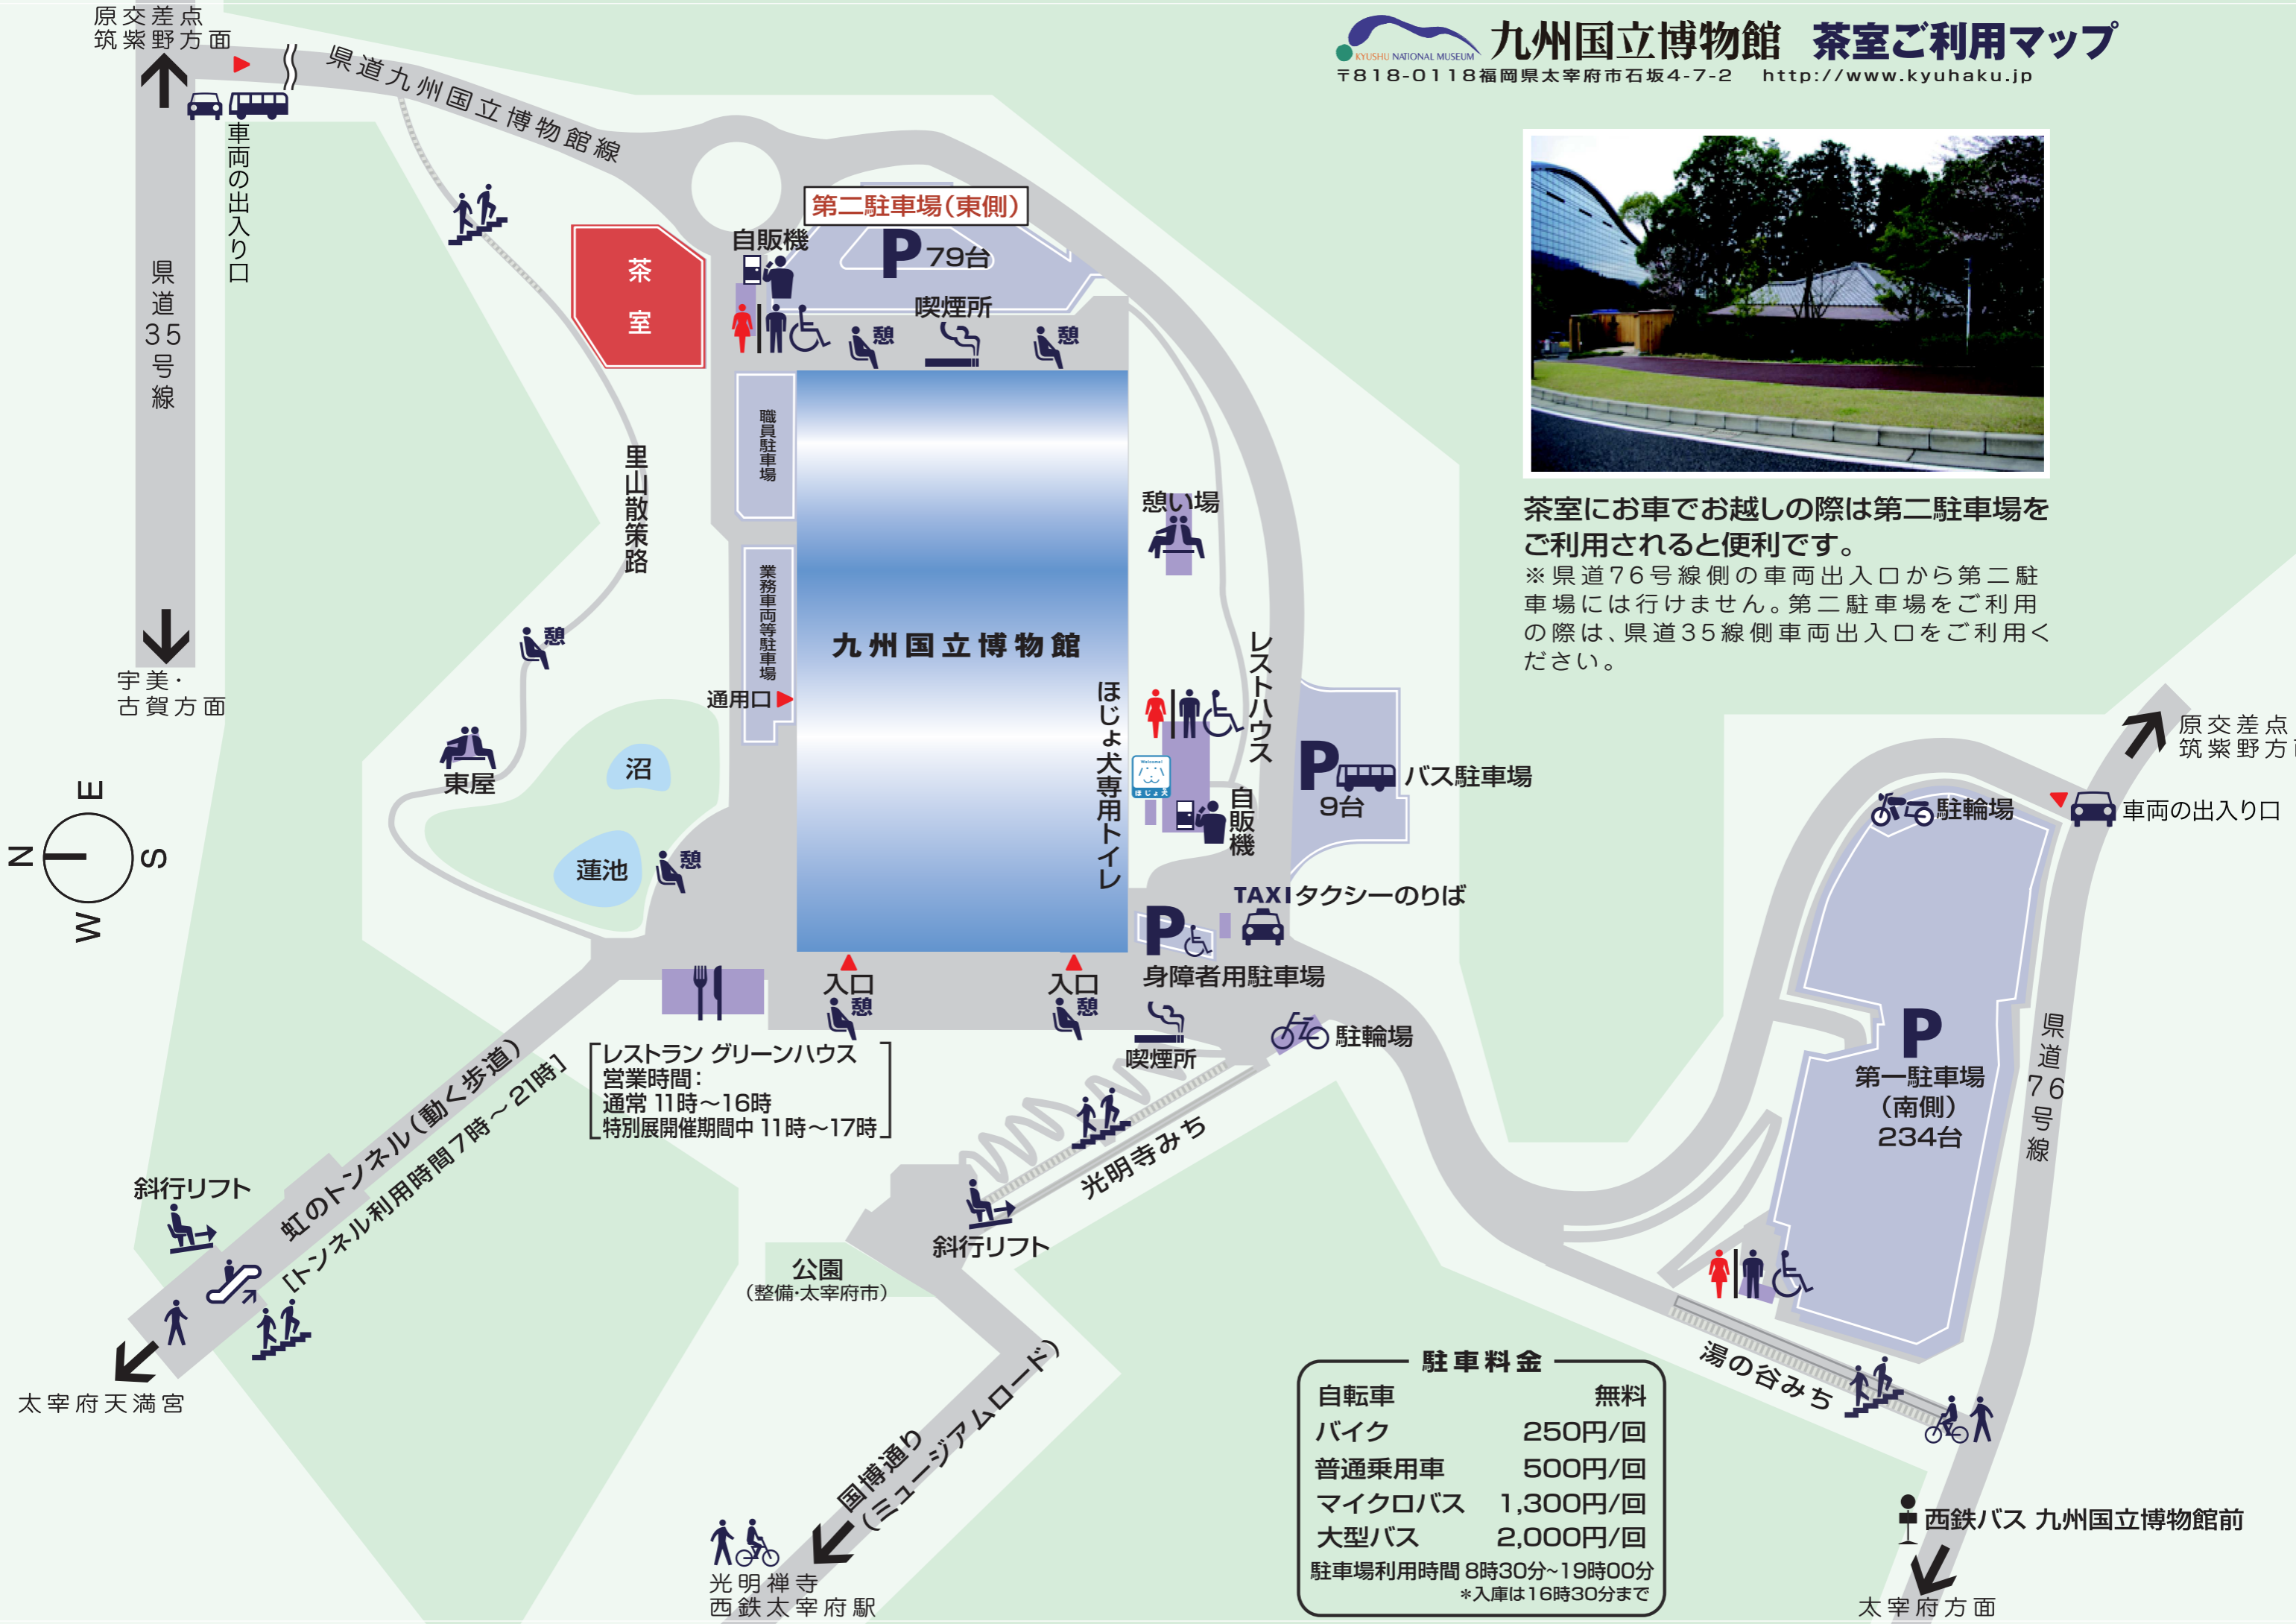 原交差点
筑紫野方面
車両の出入り口
県道35号線
宇美・
古賀方面
県道九州国立博物館線
KYUSHU NATIONAL MUSEUM
九州国立博物館 茶室ご利用マップ
〒818-0118福岡県太宰府市石坂4-7-2 http://www.kyuhaku.jp
第二駐車場(東側)
P 79台
自販機
喫煙所
憩
憩
茶室
職員駐車場
業務車両等駐車場
通用口
里山散策路
九州国立博物館
憩い場
レストハウス
ほじょ犬専用トイレ
Welcome!
ほじょ犬
自販機
P
9台
バス駐車場
茶室にお車でお越しの際は第二駐車場を
ご利用されると便利です。
※県道76号線側の車両出入口から第二駐
車場には行けません。第二駐車場をご利用
の際は、県道35線側車両出入口をご利用く
ださい。
憩
東屋
沼
蓮池
憩
E
N
S
W
TAXIタクシーのりば
P
身障者用駐車場
入口
憩
入口
憩
喫煙所
駐輪場
レストラン グリーンハウス
営業時間:
通常 11時~16時
特別展開催期間中 11時~17時
虹のトンネル(動く歩道)
[トンネル利用時間7時~21時]
斜行リフト
太宰府天満宮
光明寺みち
斜行リフト
公園
(整備・太宰府市)
国博通り
(ミュージアムロード)
光明禅寺
西鉄太宰府駅
原交差点
筑紫野方
車両の出入り口
駐輪場
P
第一駐車場
(南側)
234台
県道76号線
湯の谷みち
西鉄バス 九州国立博物館前
太宰府方面
駐車料金
自転車 無料
バイク 250円/回
普通乗用車 500円/回
マイクロバス 1,300円/回
大型バス 2,000円/回
駐車場利用時間 8時30分~19時00分
*入庫は16時30分まで